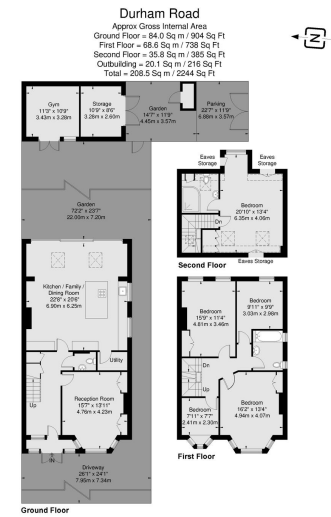 Durham Road
Approx Gross Internal Area
Ground Floor = 84.0 Sq m / 904 Sq Ft
First Floor = 68.6 Sq m / 738 Sq Ft
Second Floor = 35.8 Sq m / 385 Sq Ft
Outbuilding = 20.1 Sq m / 216 Sq Ft
Total = 208.5 Sq m / 2244 Sq Ft
N
Gym
11'3" x 10'9"
3.43m x 3.28m
Storage
10'9" x 8'6"
3.28m x 2.60m
Garden
14'7" x 11'9"
4.45m x 3.57m
Parking
22'7" x 11'9"
6.88m x 3.57m
Garden
72'2" x 23'7"
22.00m x 7.20m
Eaves
Storage
Eaves
Storage
Bedroom
20'10" x 13'4"
6.35m x 4.06m
Dn
Eaves Storage
Second Floor
Kitchen / Family /
Dining Room
22'8" x 20'6"
6.90m x 6.25m
Utility
Up
Reception Room
15'7" x 13'11"
4.76m x 4.23m
IN
Driveway
26'1" x 24'1"
7.95m x 7.34m
Ground Floor
Bedroom
15'9" x 11'4"
4.81m x 3.46m
Bedroom
9'11" x 9'9"
3.03m x 2.98m
Dn
Up
Bedroom
7'11" x 7'7"
2.41m x 2.30m
Bedroom
16'2" x 13'4"
4.94m x 4.07m
First Floor